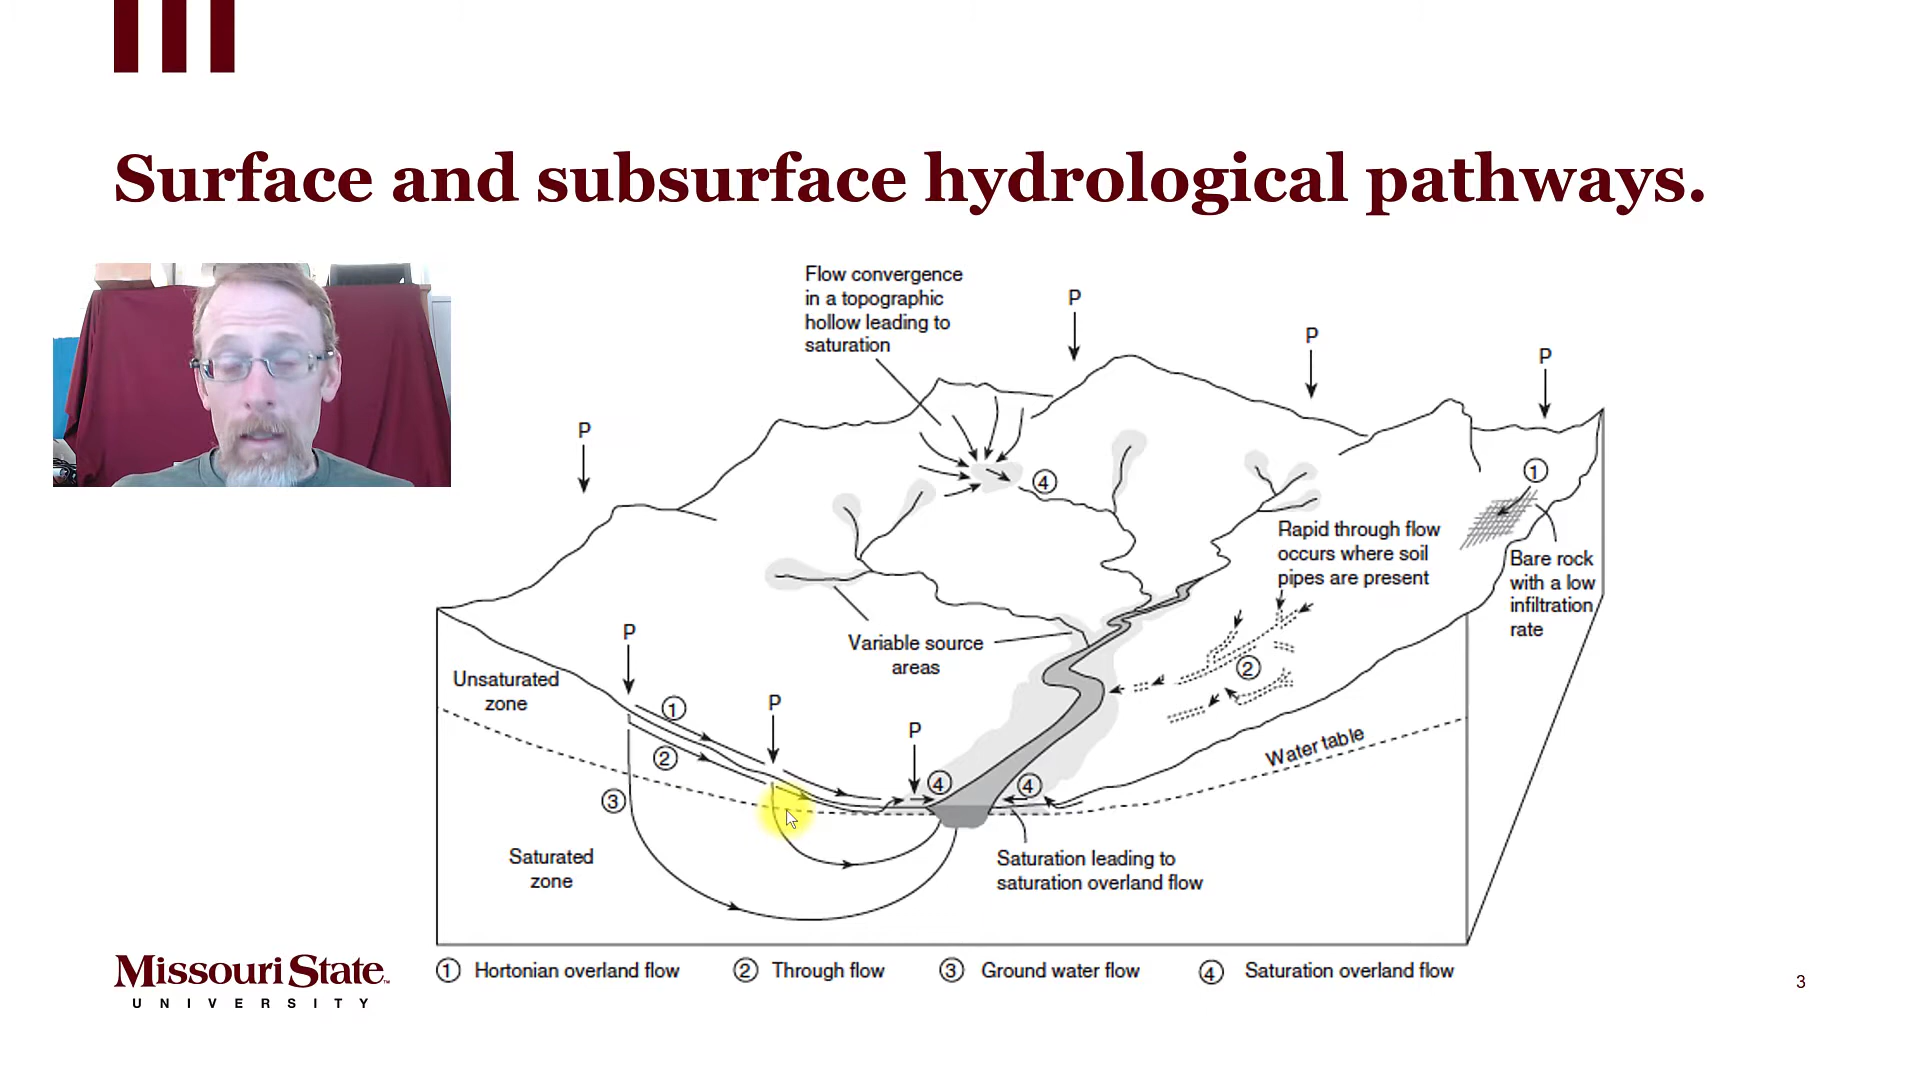 Surface and subsurface hydrological pathways.
Flow convergence
in a topographic
hollow leading to
saturation
P
P
P
P
④
①
Rapid through flow
occurs where soil
pipes are present
Bare rock
with a low
infiltration
rate
P
Variable source
areas
②
Unsaturated
zone
①
P
P
②
Water table
④
④
③
Saturated
zone
Saturation leading to
saturation overland flow
① Hortonian overland flow
② Through flow
③ Ground water flow
④ Saturation overland flow
Missouri State™
UNIVERSITY
3